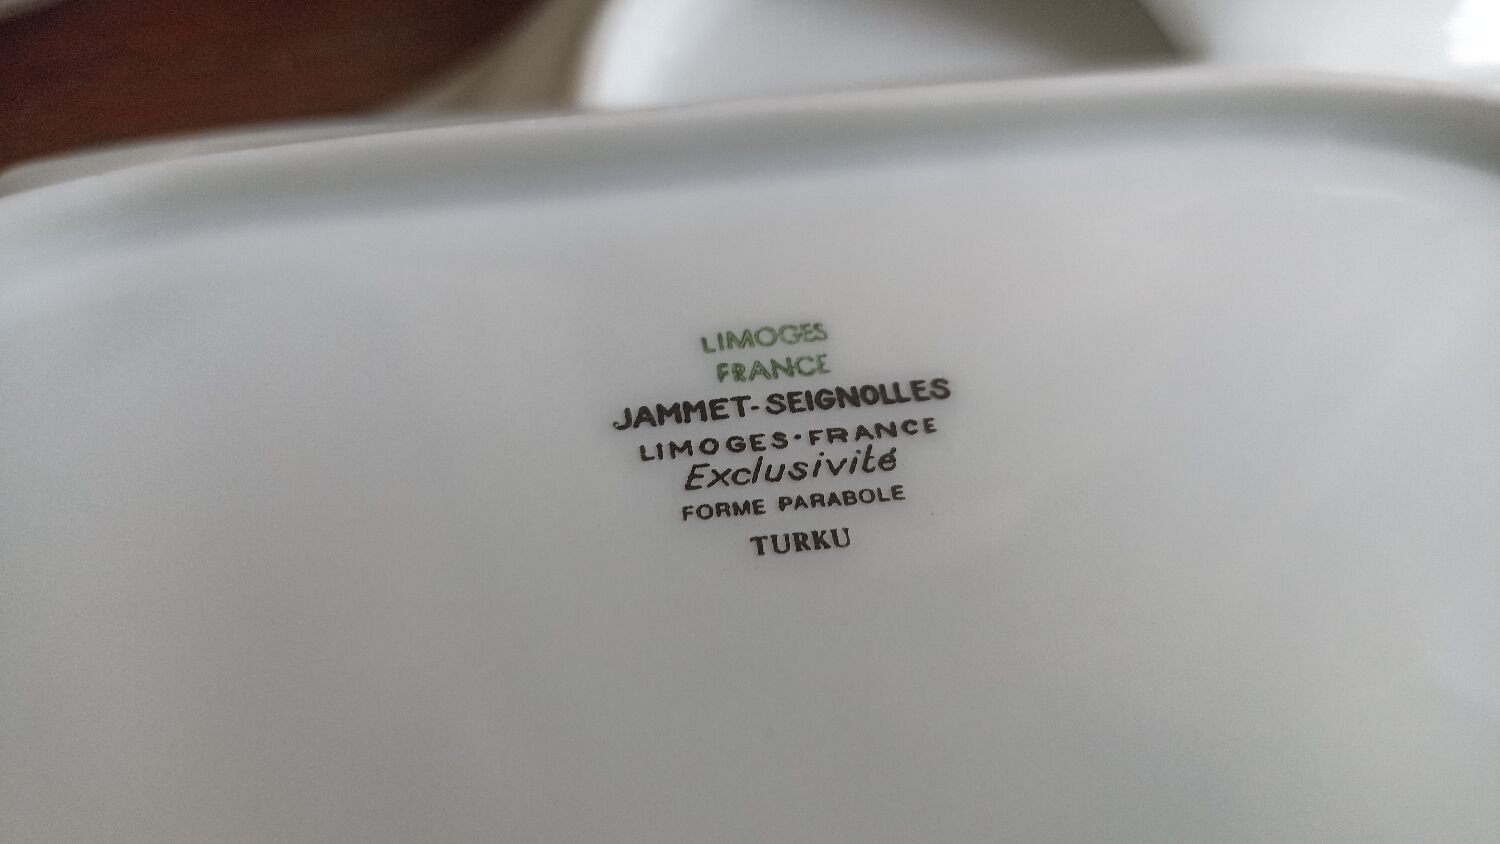 LIMOGES
FRANCE
JAMMET-SEIGNOLLES
LIMOGES·FRANCE
Exclusivité
FORME PARABOLE
TURKU